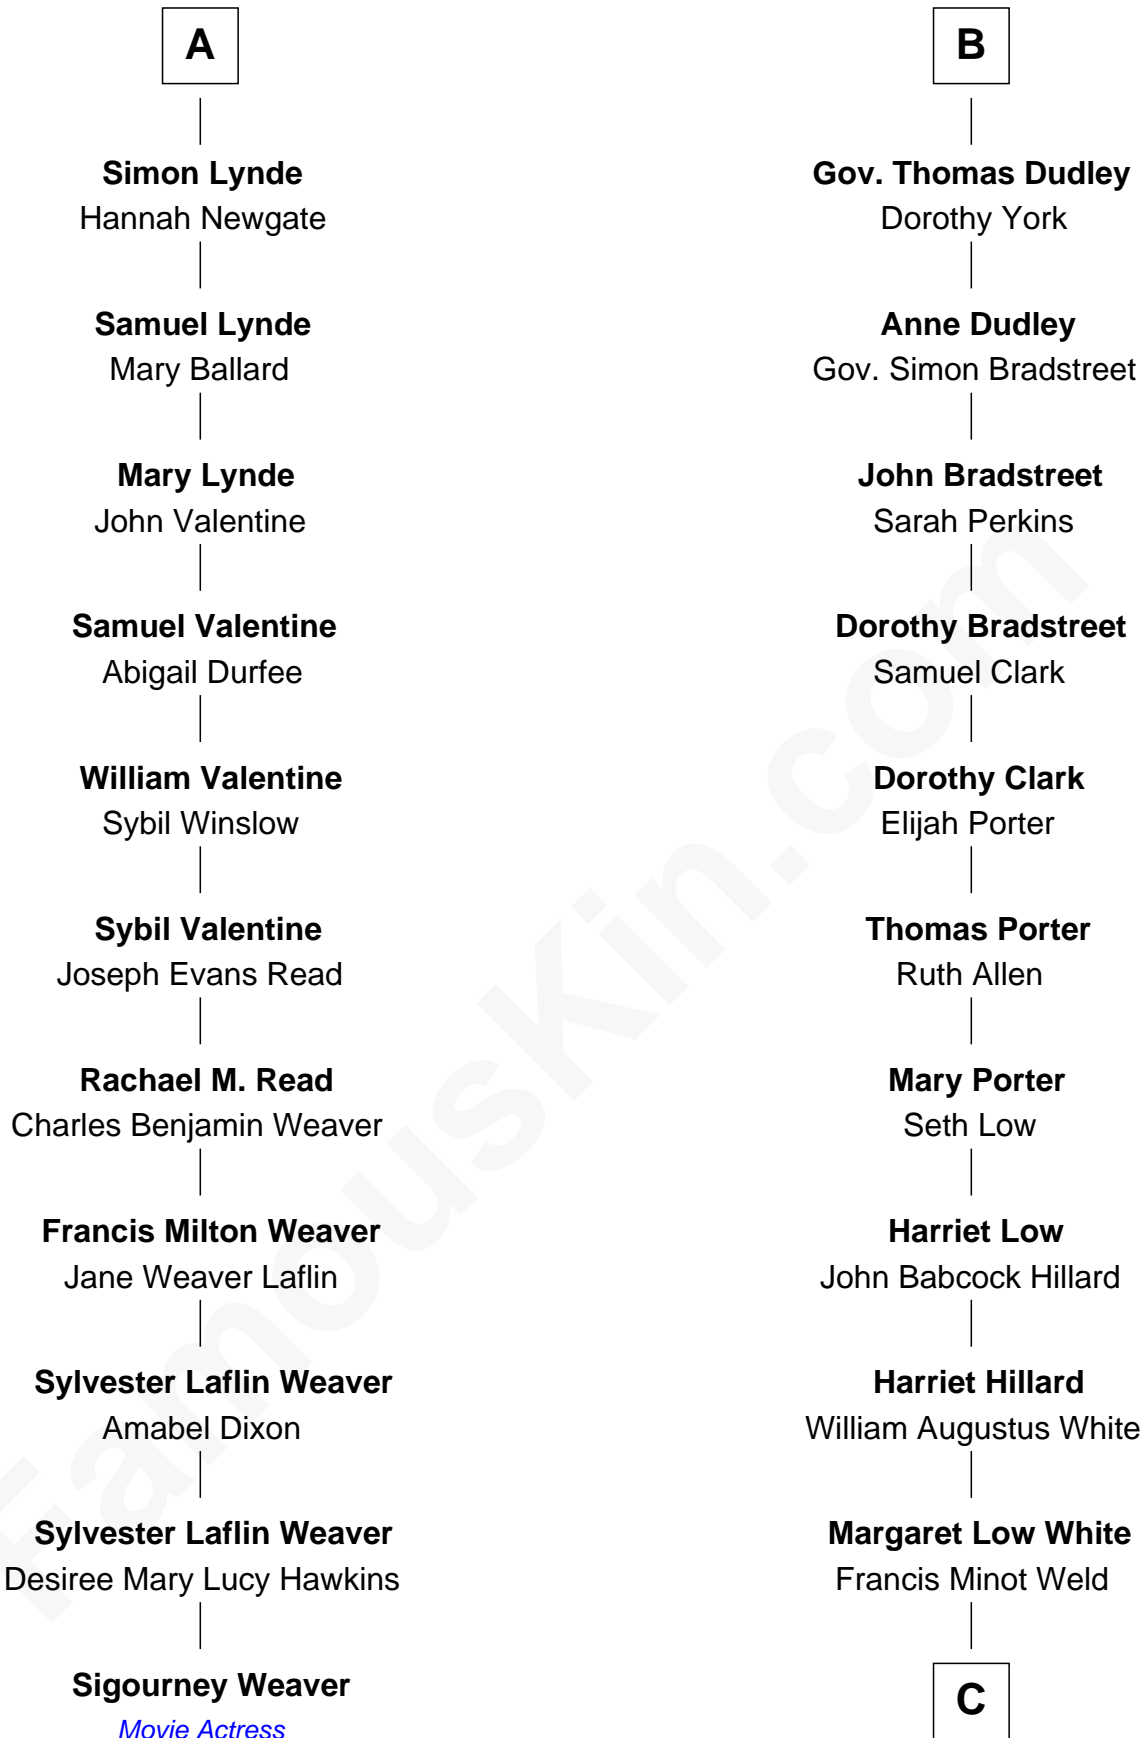 A
Simon Lynde
Hannah Newgate
Samuel Lynde
Mary Ballard
Mary Lynde
John Valentine
Samuel Valentine
Abigail Durfee
William Valentine
Sybil Winslow
Sybil Valentine
Joseph Evans Read
Rachael M. Read
Charles Benjamin Weaver
Francis Milton Weaver
Jane Weaver Laflin
Sylvester Laflin Weaver
Amabel Dixon
Sylvester Laflin Weaver
Desiree Mary Lucy Hawkins
Sigourney Weaver
Movie Actress
B
Gov. Thomas Dudley
Dorothy York
Anne Dudley
Gov. Simon Bradstreet
John Bradstreet
Sarah Perkins
Dorothy Bradstreet
Samuel Clark
Dorothy Clark
Elijah Porter
Thomas Porter
Ruth Allen
Mary Porter
Seth Low
Harriet Low
John Babcock Hillard
Harriet Hillard
William Augustus White
Margaret Low White
Francis Minot Weld
C
FamousKin.com